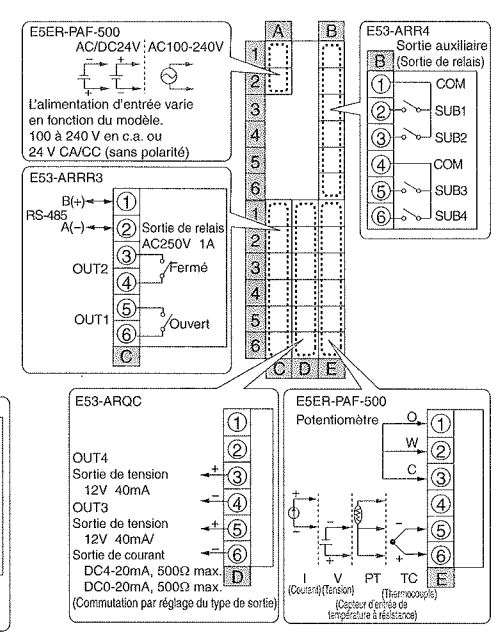 E5ER-PAF-500
AC/DC24V AC100-240V
L'alimentation d'entrée varie
en fonction du modèle.
100 à 240 V en c.a. ou
24 V CA/CC (sans polarité)
A
B
1
2
3
4
5
6
1
2
3
4
5
6
C D E
E53-ARR4
Sortie auxiliaire
(Sortie de relais)
B
1 COM
2 SUB1
3 SUB2
4 COM
5 SUB3
6 SUB4
E53-ARRR3
B(+) 1
RS-485
A(−) 2
Sortie de relais
AC250V 1A
3
OUT2 Fermé
4
5
OUT1 Ouvert
6
C
E53-ARQC
1
2
OUT4
Sortie de tension + 3
12V 40mA
− 4
OUT3
Sortie de tension + 5
12V 40mA/
Sortie de courant − 6
DC4-20mA, 500Ω max.
DC0-20mA, 500Ω max.
D
(Commutation par réglage du type de sortie)
E5ER-PAF-500
Potentiomètre O 1
W 2
C 3
4
− 5
+ 6
+ − − +
I V PT TC E
(Courant) (Tension) (Thermocouple)
(Capteur d'entrée de
température à résistance)